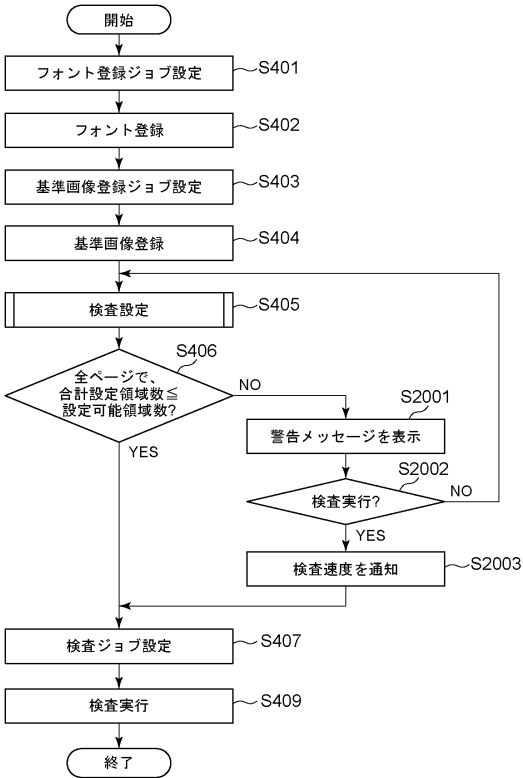 開始
フォント登録ジョブ設定
S401
フォント登録
S402
基準画像登録ジョブ設定
S403
基準画像登録
S404
検査設定
S405
全ページで、
合計設定領域数≦
設定可能領域数?
S406
NO
YES
警告メッセージを表示
S2001
検査実行?
S2002
NO
YES
検査速度を通知
S2003
検査ジョブ設定
S407
検査実行
S409
終了